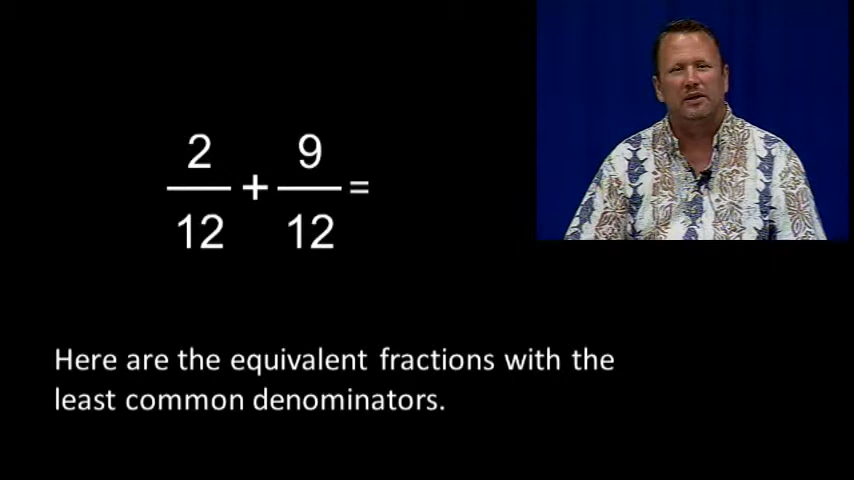 2 9
+ =
12 12
Here are the equivalent fractions with the
least common denominators.